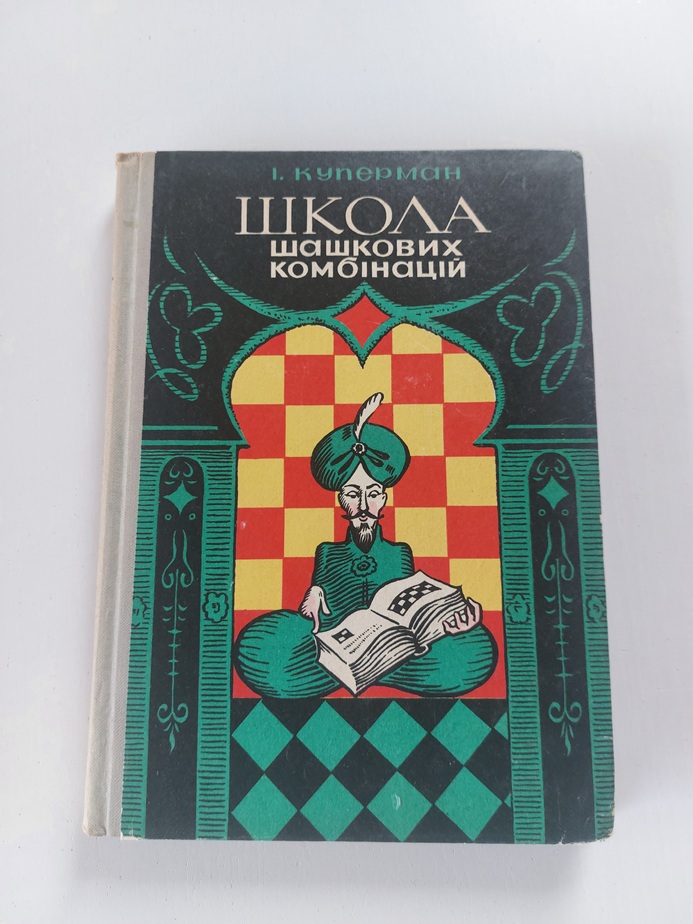 І. Куперман
ШКОЛА
шашкових
комбінацій